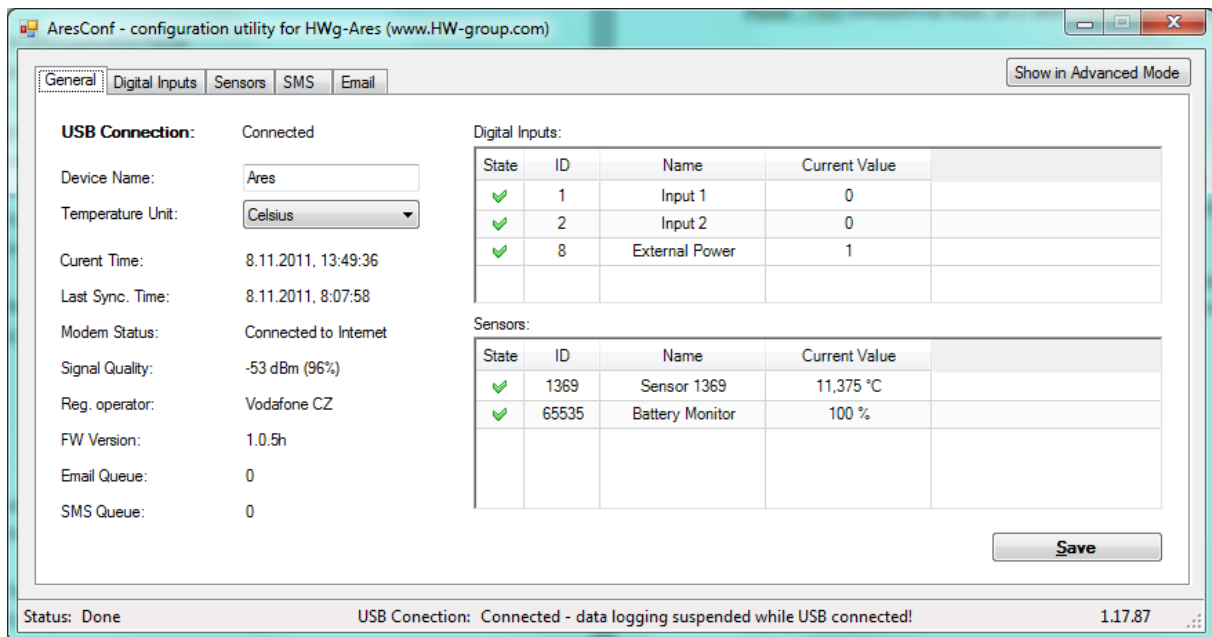 AresConf - configuration utility for HWg-Ares (www.HW-group.com)
General Digital Inputs Sensors SMS Email Show in Advanced Mode
USB Connection: Connected
Device Name: Ares
Temperature Unit: Celsius
Curent Time: 8.11.2011, 13:49:36
Last Sync. Time: 8.11.2011, 8:07:58
Modem Status: Connected to Internet
Signal Quality: -53 dBm (96%)
Reg. operator: Vodafone CZ
FW Version: 1.0.5h
Email Queue: 0
SMS Queue: 0
Digital Inputs:
State ID Name Current Value
1 Input 1 0
2 Input 2 0
8 External Power 1
Sensors:
State ID Name Current Value
1369 Sensor 1369 11,375 °C
65535 Battery Monitor 100 %
Save
Status: Done USB Conection: Connected - data logging suspended while USB connected! 1.17.87